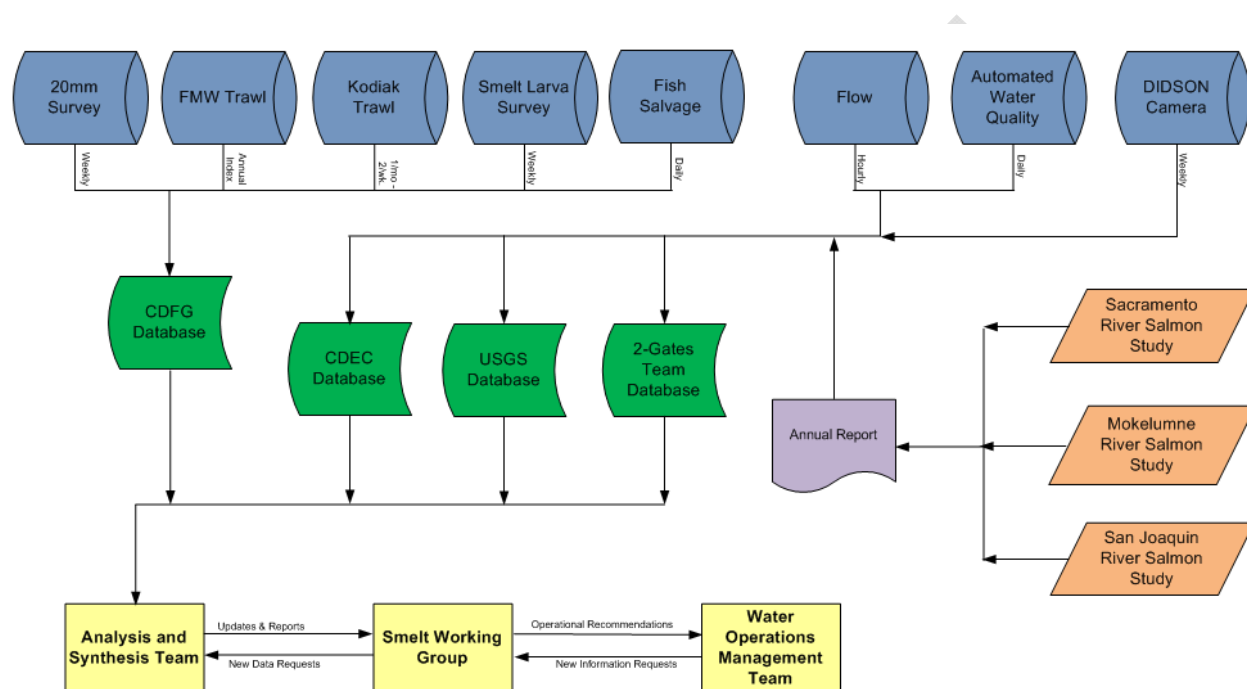 20mm
Survey
FMW Trawl
Kodiak
Trawl
Smelt Larva
Survey
Fish
Salvage
Flow
Automated
Water
Quality
DIDSON
Camera
Weekly
Annual
Index
1/mo -
2/wk.
Weekly
Daily
Hourly
Daily
Weekly
CDFG
Database
CDEC
Database
USGS
Database
2-Gates
Team
Database
Annual Report
Sacramento
River Salmon
Study
Mokelumne
River Salmon
Study
San Joaquin
River Salmon
Study
Analysis and
Synthesis Team
Updates & Reports
New Data Requests
Smelt Working
Group
Operational Recommendations
New Information Requests
Water
Operations
Management
Team